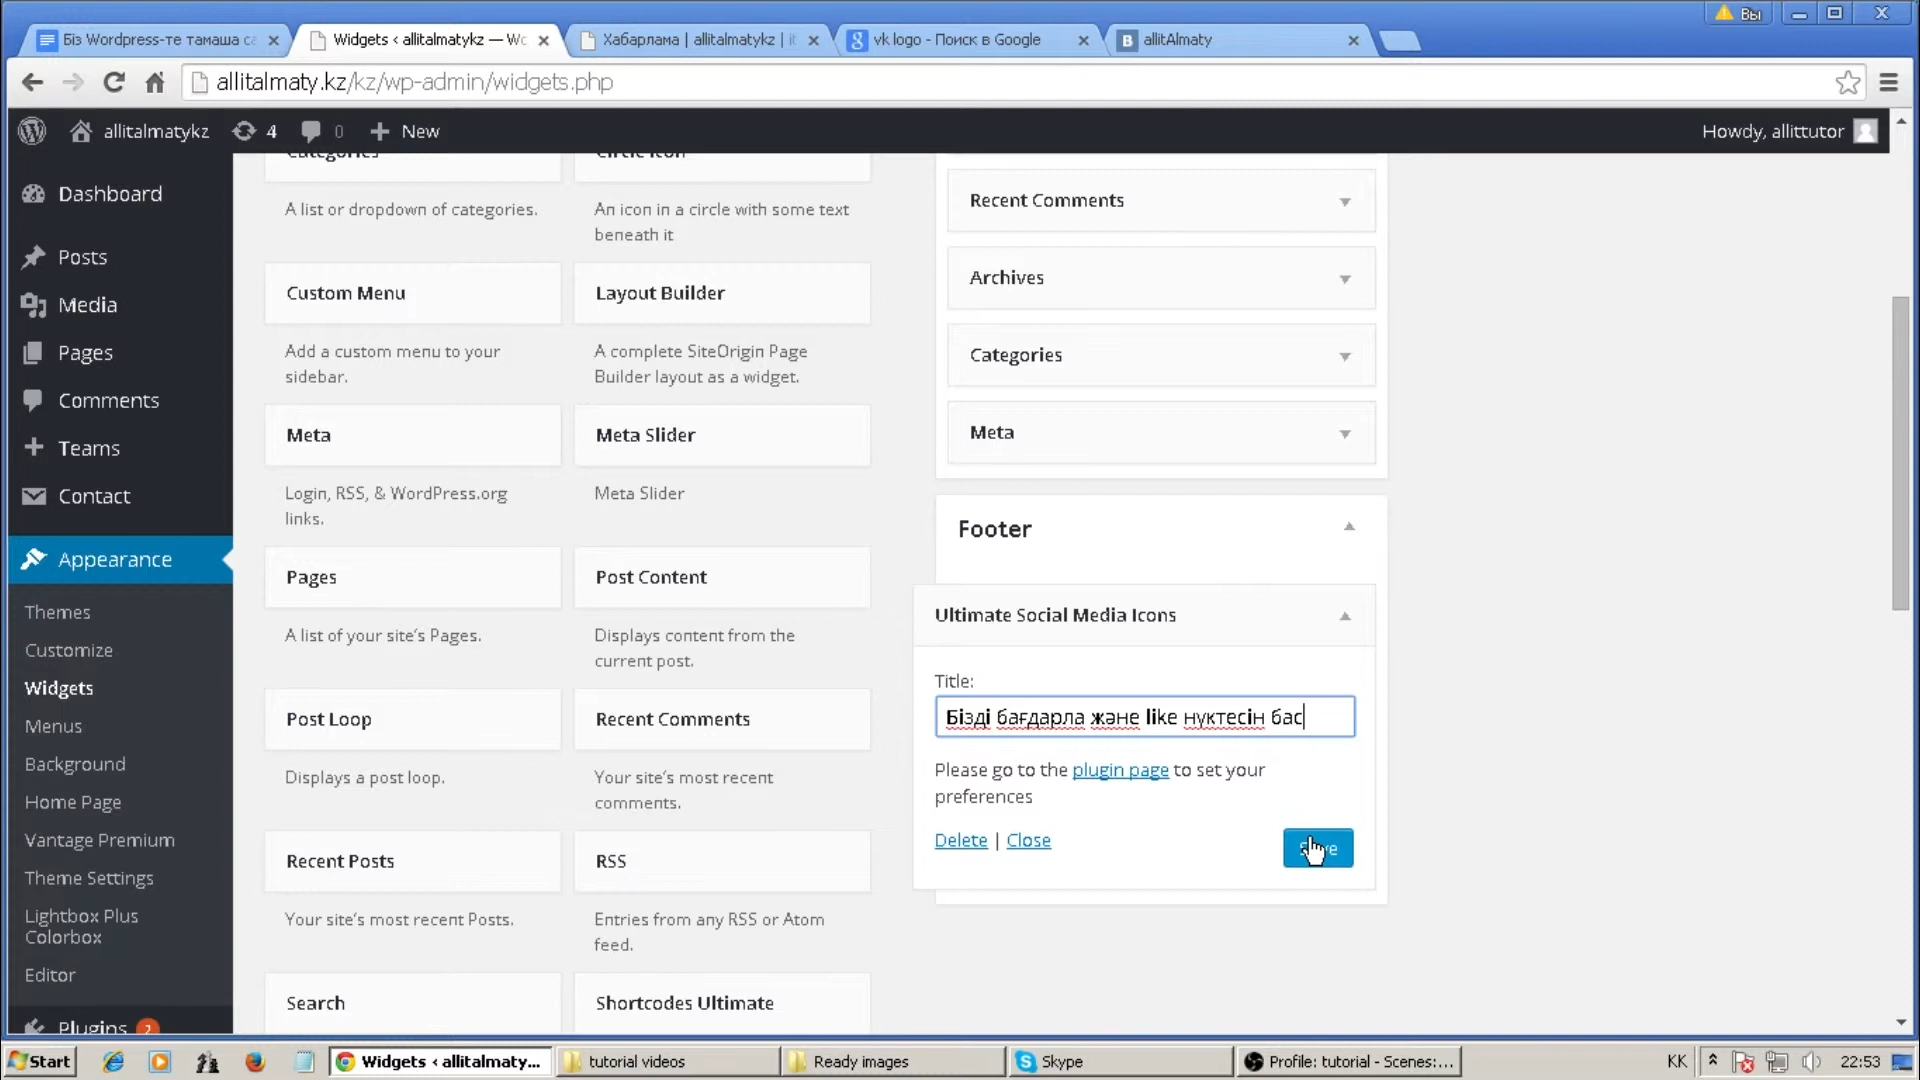 Біз Wordpress-те тамаша са
Widgets ‹ allitalmatykz — Wo
Хабарлама | allitalmatykz | it
vk logo - Поиск в Google
allitAlmaty
Вы
allitalmaty.kz/kz/wp-admin/widgets.php
allitalmatykz
4
0
New
Howdy, allittutor
Dashboard
Posts
Media
Pages
Comments
Teams
Contact
Appearance
Themes
Customize
Widgets
Menus
Background
Home Page
Vantage Premium
Theme Settings
Lightbox Plus
Colorbox
Editor
Plugins 2
Categories
Circle Icon
A list or dropdown of categories.
An icon in a circle with some text
beneath it
Custom Menu
Layout Builder
Add a custom menu to your
sidebar.
A complete SiteOrigin Page
Builder layout as a widget.
Meta
Meta Slider
Login, RSS, & WordPress.org
links.
Meta Slider
Pages
Post Content
A list of your site's Pages.
Displays content from the
current post.
Post Loop
Recent Comments
Displays a post loop.
Your site's most recent
comments.
Recent Posts
RSS
Your site's most recent Posts.
Entries from any RSS or Atom
feed.
Search
Shortcodes Ultimate
Recent Comments
Archives
Categories
Meta
Footer
Ultimate Social Media Icons
Title:
Бізді бағдарла және like нүктесін бас
Please go to the plugin page to set your
preferences
Delete | Close
Save
Start
Widgets ‹ allitalmaty...
tutorial videos
Ready images
Skype
Profile: tutorial - Scenes:...
KK
22:53